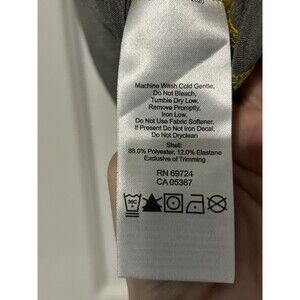 Machine Wash Cold Gentle,
Do Not Bleach,
Tumble Dry Low,
Remove Promptly,
Iron Low,
Do Not Use Fabric Softener,
If Present Do Not Iron Decal,
Do Not Dryclean
Shell:
88.0% Polyester, 12.0% Elastane
Exclusive of Trimming
RN 69724
CA 05367
30C